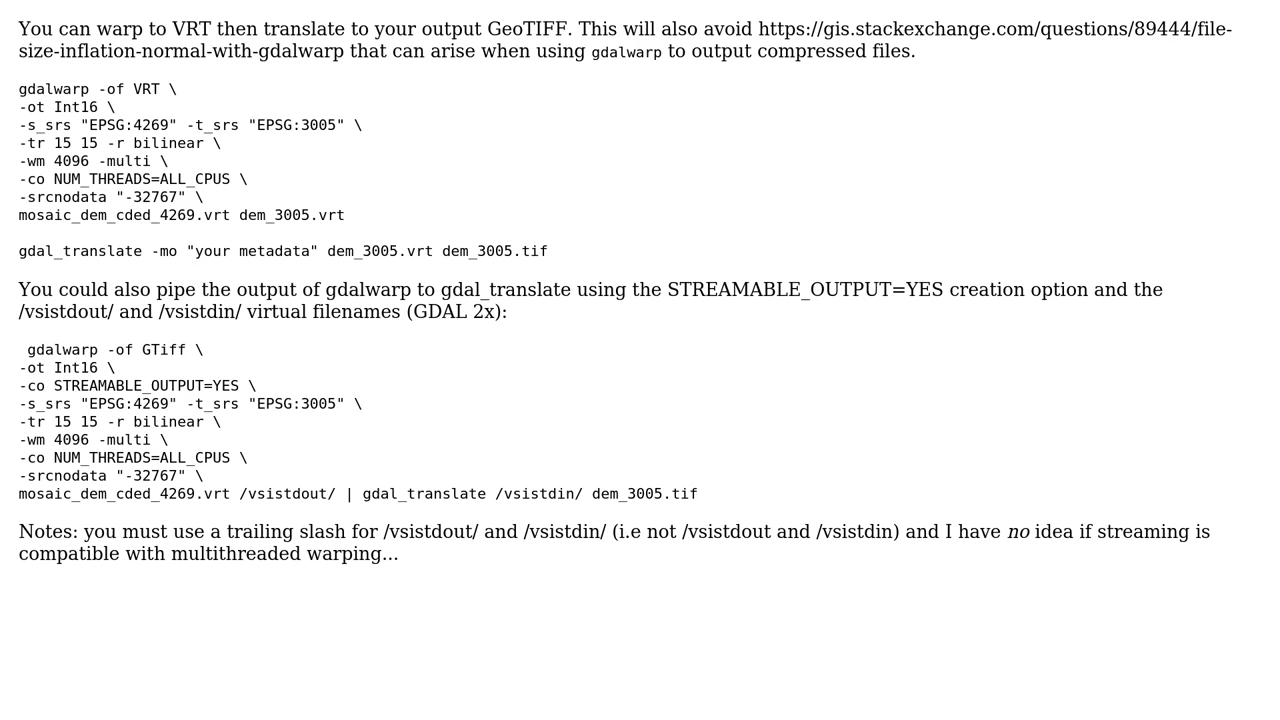 You can warp to VRT then translate to your output GeoTIFF. This will also avoid https://gis.stackexchange.com/questions/89444/file-
size-inflation-normal-with-gdalwarp that can arise when using gdalwarp to output compressed files.
gdalwarp -of VRT \
-ot Int16 \
-s_srs "EPSG:4269" -t_srs "EPSG:3005" \
-tr 15 15 -r bilinear \
-wm 4096 -multi \
-co NUM_THREADS=ALL_CPUS \
-srcnodata "-32767" \
mosaic_dem_cded_4269.vrt dem_3005.vrt
gdal_translate -mo "your metadata" dem_3005.vrt dem_3005.tif
You could also pipe the output of gdalwarp to gdal_translate using the STREAMABLE_OUTPUT=YES creation option and the
/vsistdout/ and /vsistdin/ virtual filenames (GDAL 2x):
gdalwarp -of GTiff \
-ot Int16 \
-co STREAMABLE_OUTPUT=YES \
-s_srs "EPSG:4269" -t_srs "EPSG:3005" \
-tr 15 15 -r bilinear \
-wm 4096 -multi \
-co NUM_THREADS=ALL_CPUS \
-srcnodata "-32767" \
mosaic_dem_cded_4269.vrt /vsistdout/ | gdal_translate /vsistdin/ dem_3005.tif
Notes: you must use a trailing slash for /vsistdout/ and /vsistdin/ (i.e not /vsistdout and /vsistdin) and I have no idea if streaming is
compatible with multithreaded warping...